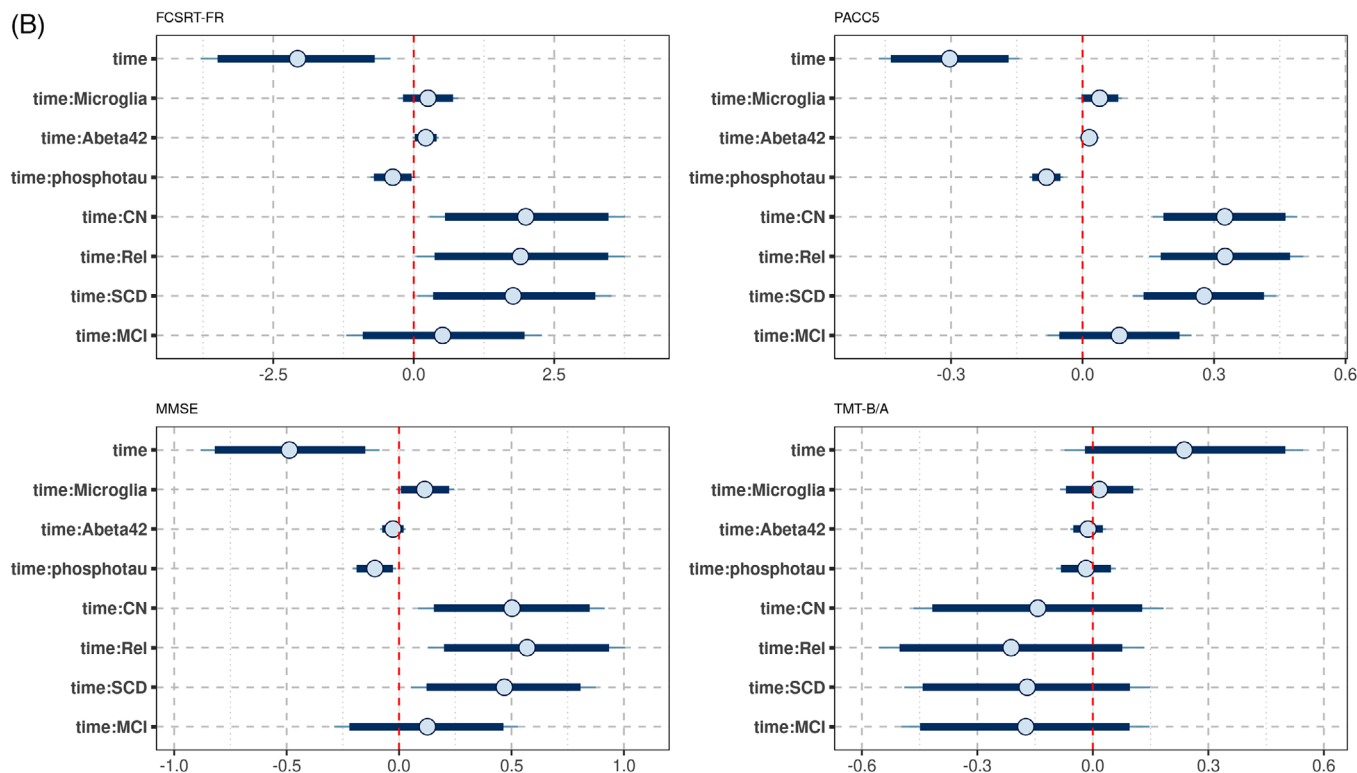 (B)
FCSRT-FR
time
time:Microglia
time:Abeta42
time:phosphotau
time:CN
time:Rel
time:SCD
time:MCI
-2.5 0.0 2.5
PACC5
time
time:Microglia
time:Abeta42
time:phosphotau
time:CN
time:Rel
time:SCD
time:MCI
-0.3 0.0 0.3 0.6
MMSE
time
time:Microglia
time:Abeta42
time:phosphotau
time:CN
time:Rel
time:SCD
time:MCI
-1.0 -0.5 0.0 0.5 1.0
TMT-B/A
time
time:Microglia
time:Abeta42
time:phosphotau
time:CN
time:Rel
time:SCD
time:MCI
-0.6 -0.3 0.0 0.3 0.6